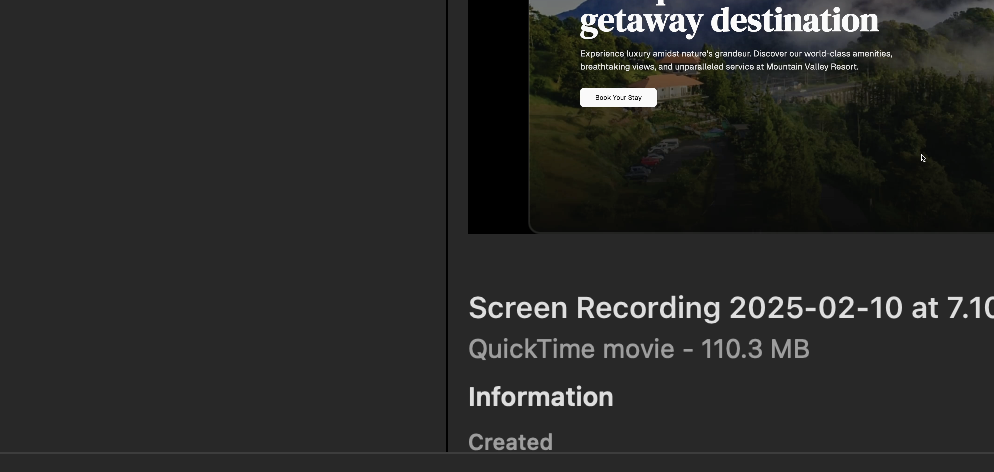 getaway destination
Experience luxury amidst nature's grandeur. Discover our world-class amenities,
breathtaking views, and unparalleled service at Mountain Valley Resort.
Book Your Stay
Screen Recording 2025-02-10 at 7.10
QuickTime movie - 110.3 MB
Information
Created